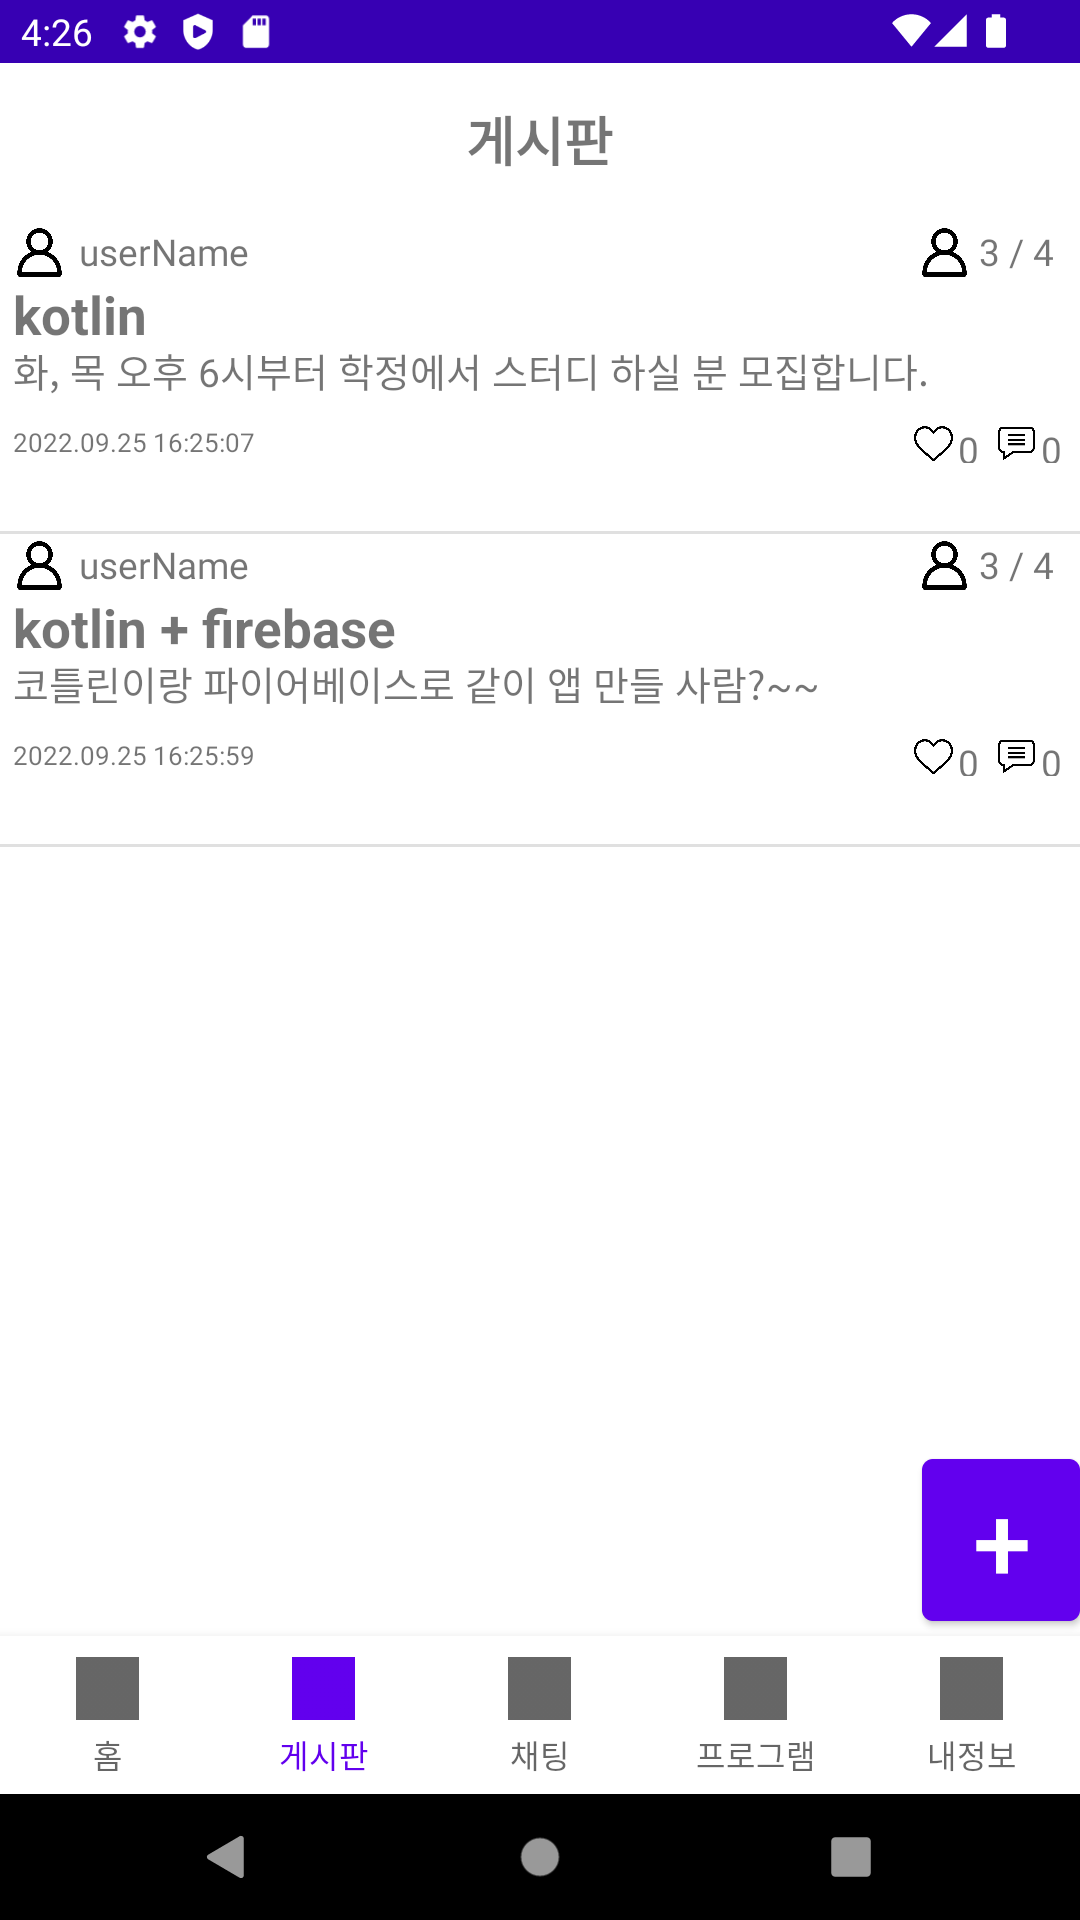 4:26
게시판
userName 3 / 4
kotlin
화, 목 오후 6시부터 학정에서 스터디 하실 분 모집합니다.
2022.09.25 16:25:07 0 0
userName 3 / 4
kotlin + firebase
코틀린이랑 파이어베이스로 같이 앱 만들 사람?~~
2022.09.25 16:25:59 0 0
+
홈 게시판 채팅 프로그램 내정보